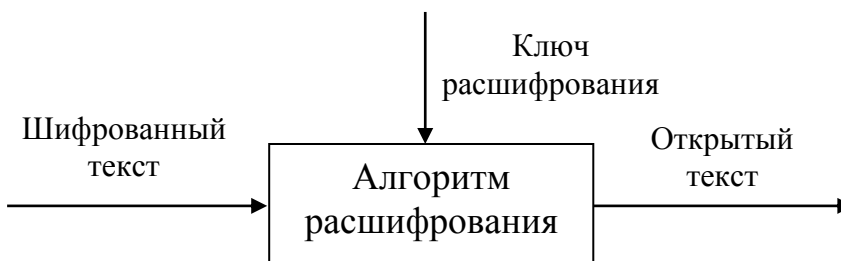 Ключ
расшифрования
Шифрованный
текст
Алгоритм
расшифрования
Открытый
текст